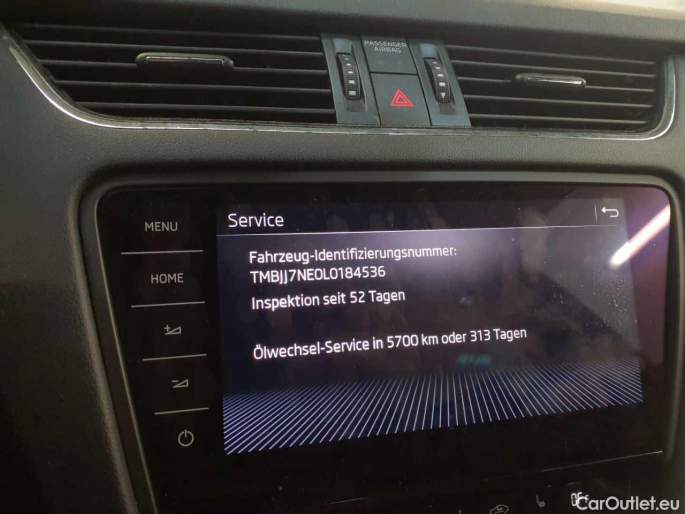 PASSENGER
AIRBAG
MENU
HOME
Service
Fahrzeug-Identifizierungsnummer:
TMBJJ7NE0L0184536
Inspektion seit 52 Tagen
Ölwechsel-Service in 5700 km oder 313 Tagen
CarOutlet.eu